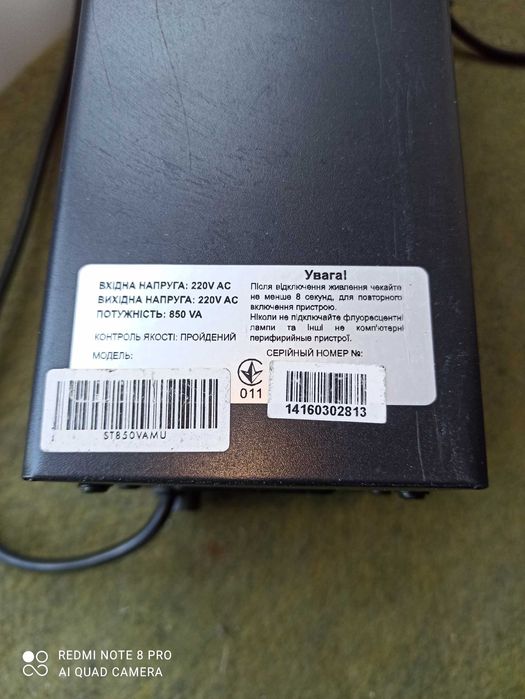 ВХІДНА НАПРУГА: 220V AC
ВИХІДНА НАПРУГА: 220V AC
ПОТУЖНІСТЬ: 850 VA
КОНТРОЛЬ ЯКОСТІ: ПРОЙДЕНИЙ
МОДЕЛЬ:
ST850VAMU
Увага!
Після відключення живлення чекайте
не менше 8 секунд, для повторного
включення пристрою.
Ніколи не підключайте флуоресцентні
лампи та інші не комп'ютерні
перифирийные пристрої.
СЕРІЙНЫЙ НОМЕР №:
011
14160302813
REDMI NOTE 8 PRO
AI QUAD CAMERA